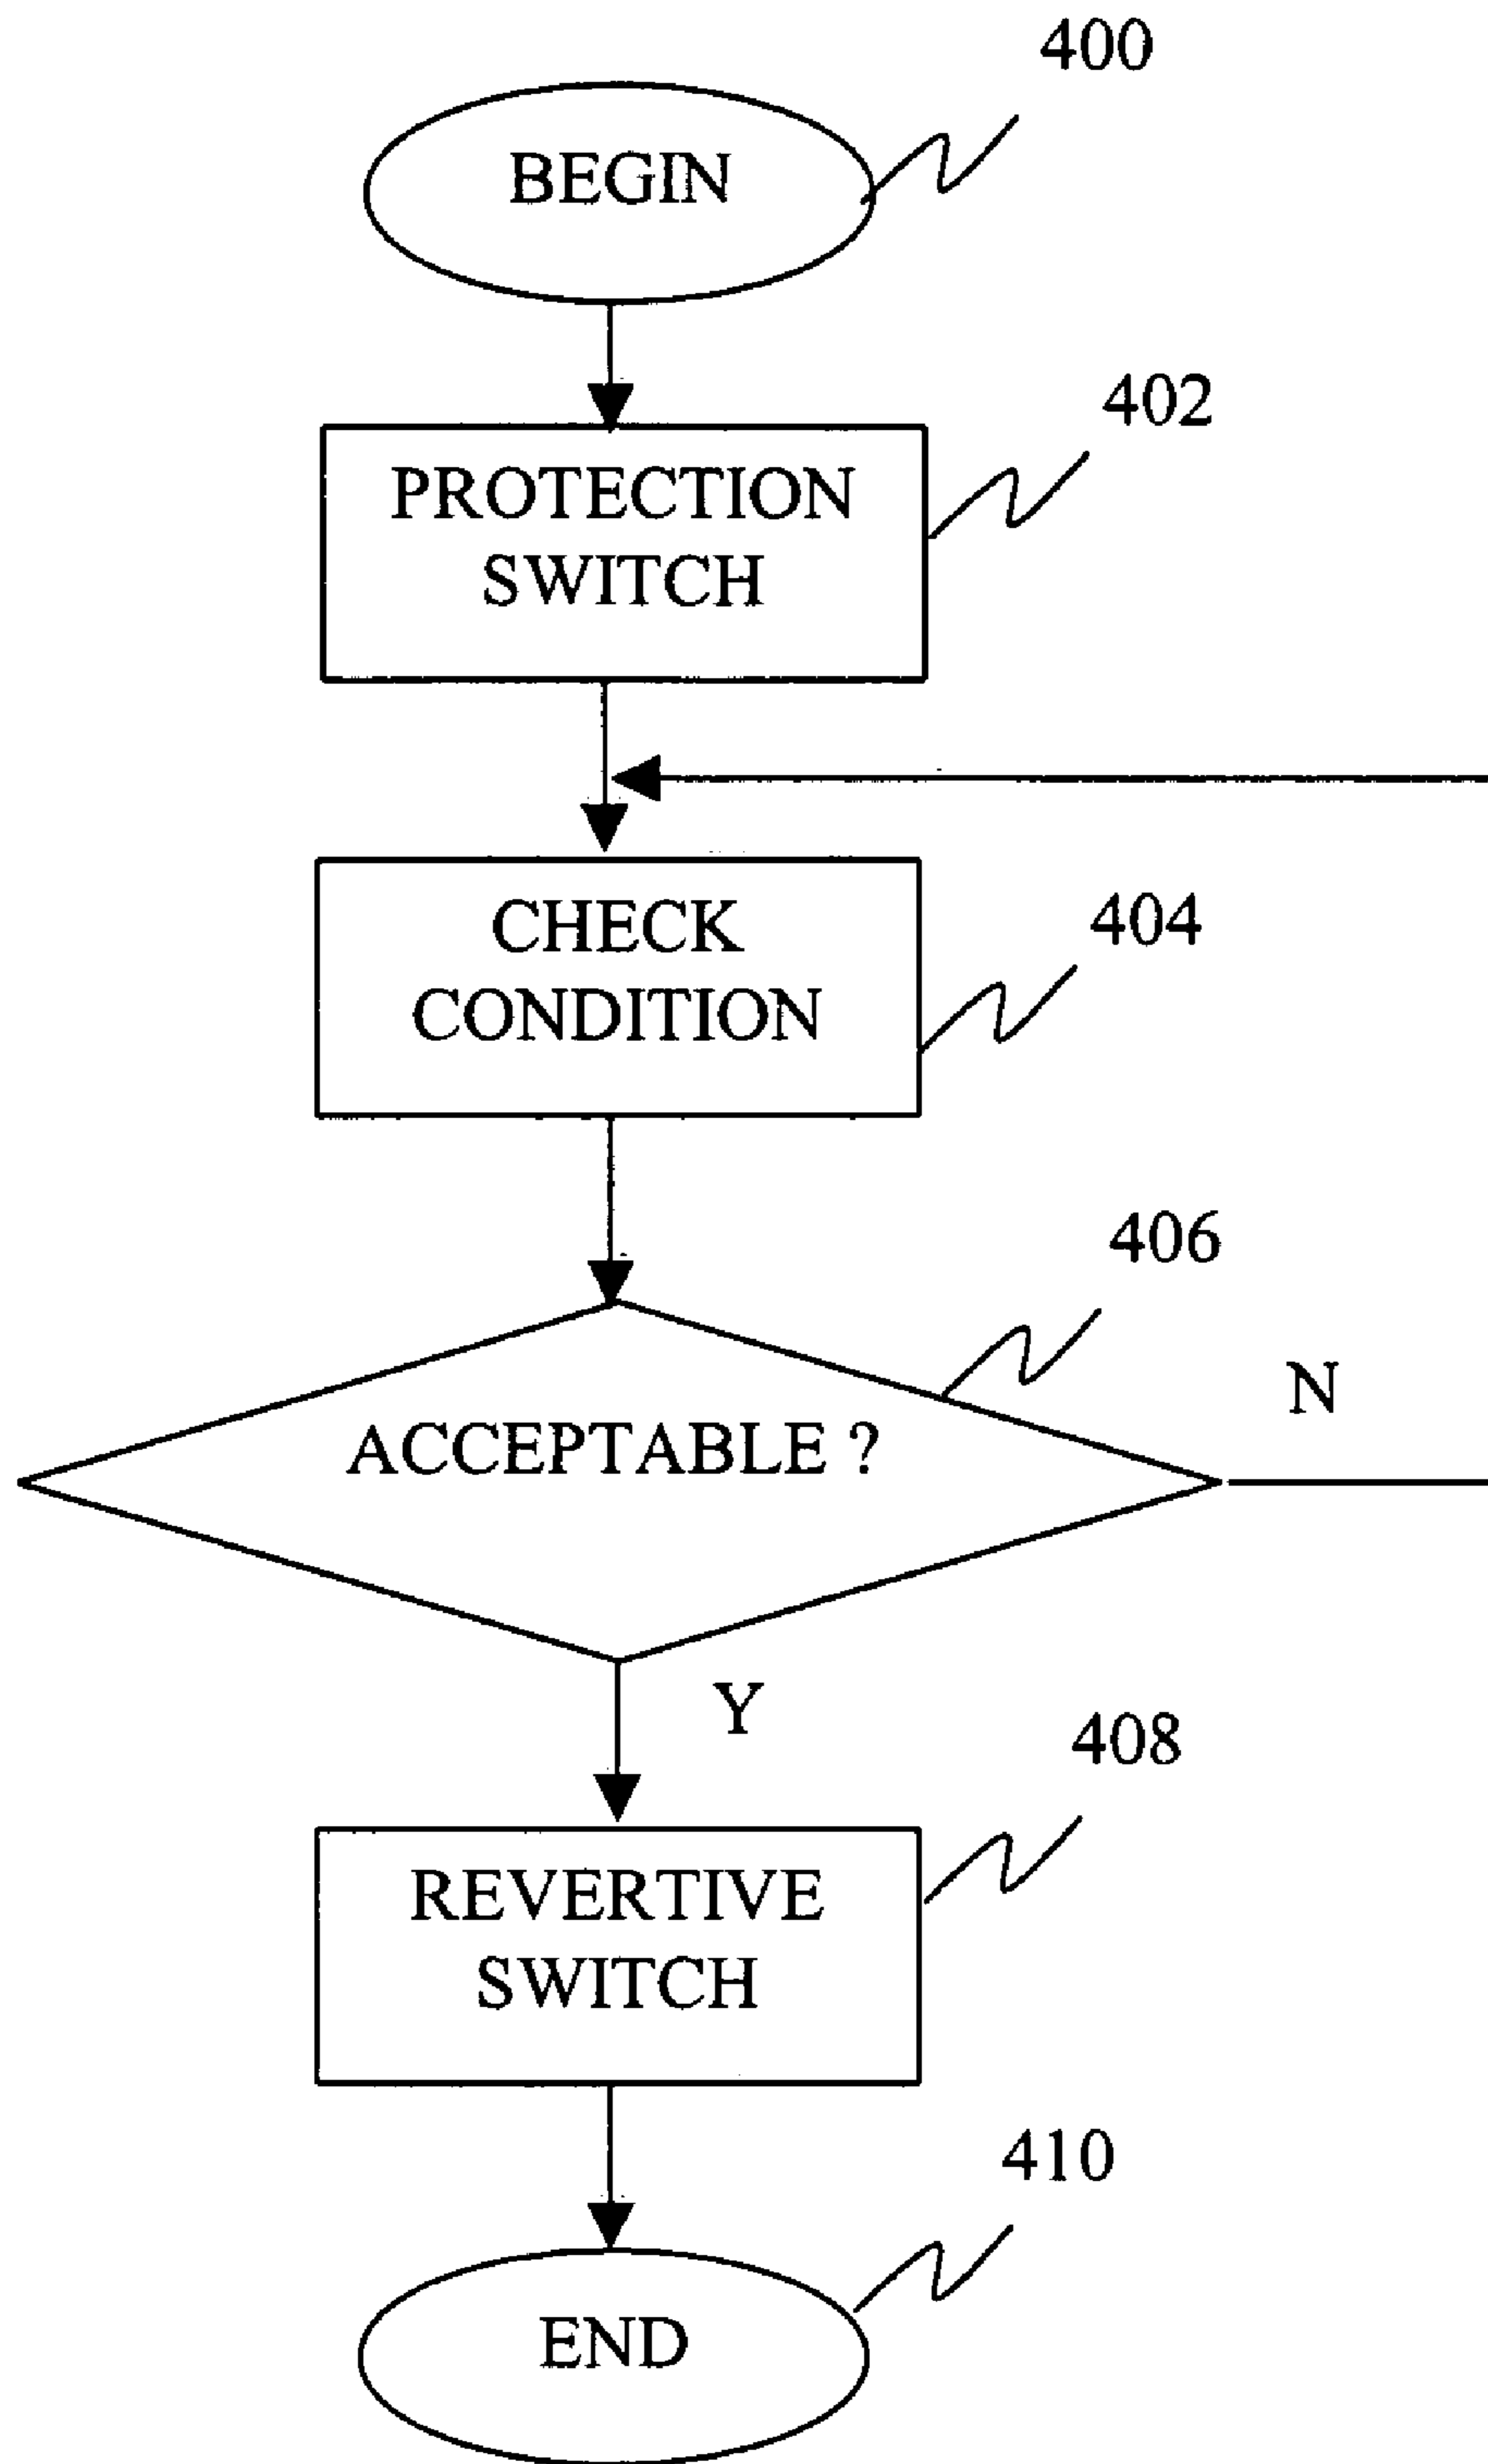 400
BEGIN
402
PROTECTION
SWITCH
404
CHECK
CONDITION
406
N
ACCEPTABLE ?
Y
408
REVERTIVE
SWITCH
410
END